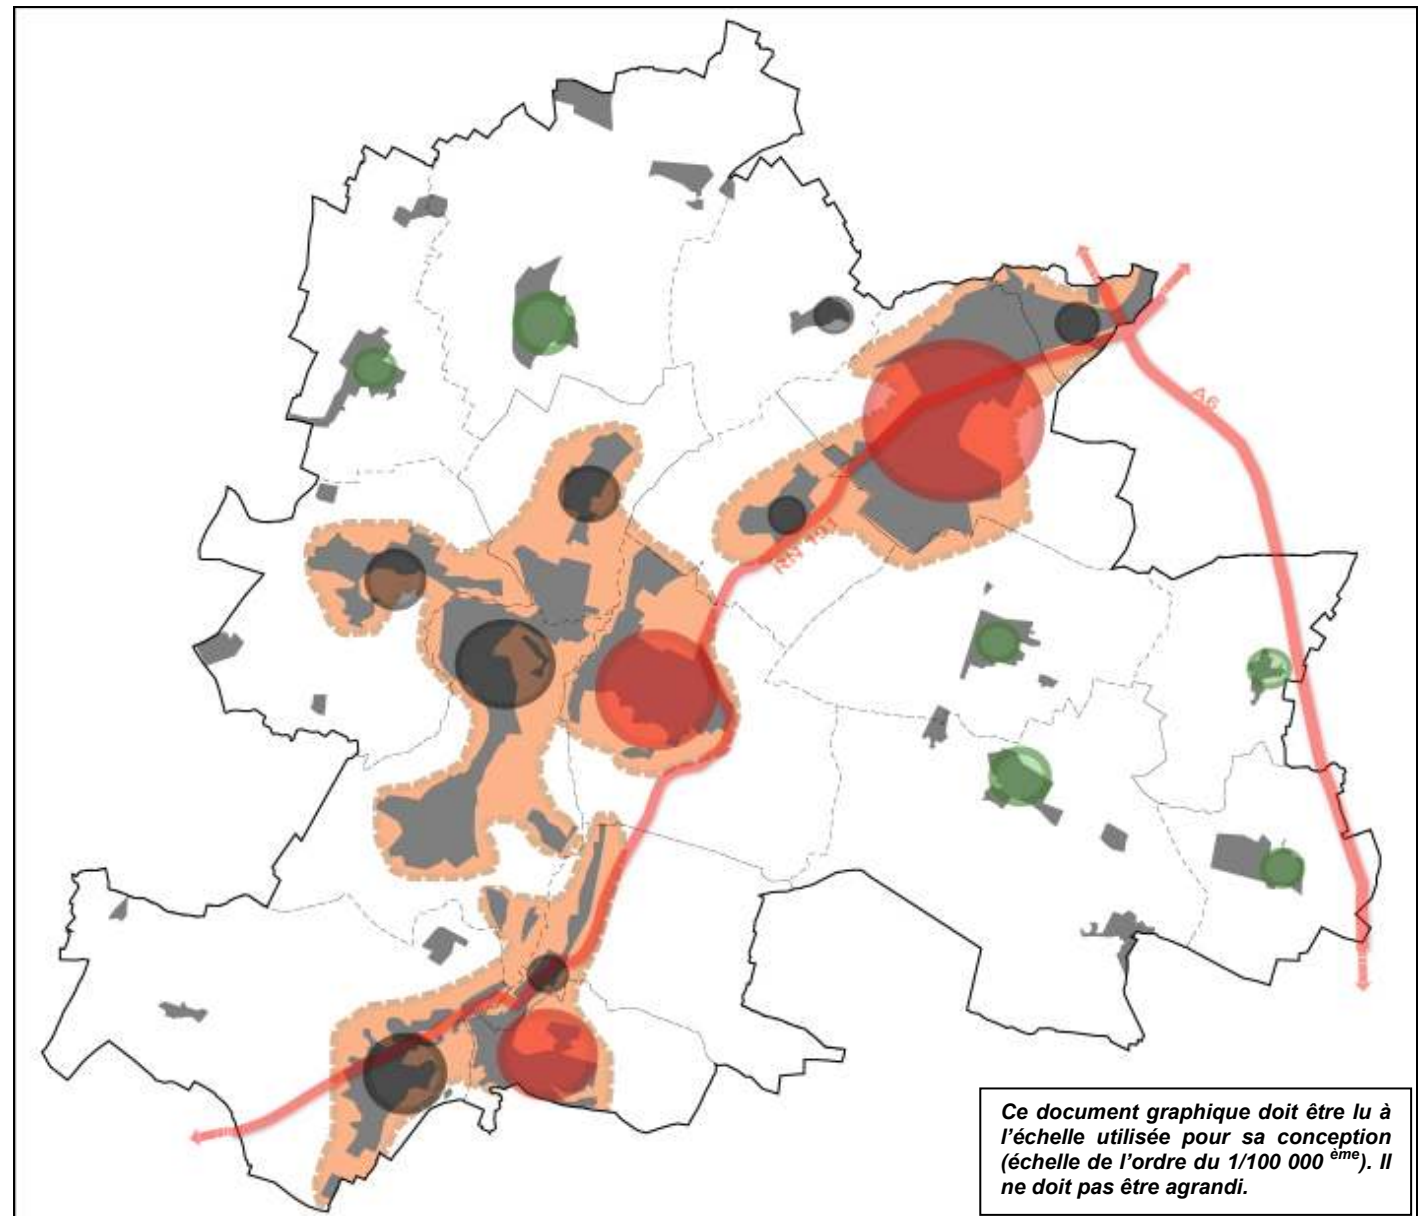 A6
RN 191
Ce document graphique doit être lu à
l’échelle utilisée pour sa conception
(échelle de l’ordre du 1/100 000 ème). Il
ne doit pas être agrandi.